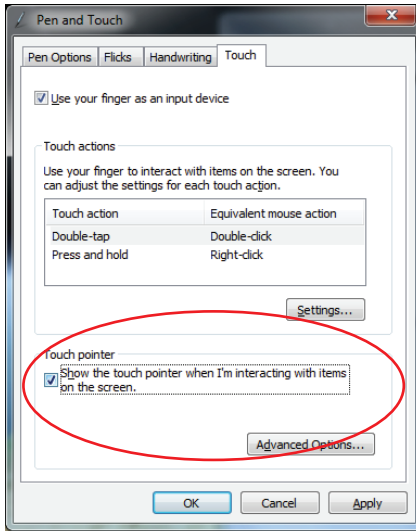 Pen and Touch
Pen Options Flicks Handwriting Touch
Use your finger as an input device
Touch actions
Use your finger to interact with items on the screen. You
can adjust the settings for each touch action.
Touch action Equivalent mouse action
Double-tap Double-click
Press and hold Right-click
Settings...
Touch pointer
Show the touch pointer when I'm interacting with items
on the screen.
Advanced Options...
OK Cancel Apply